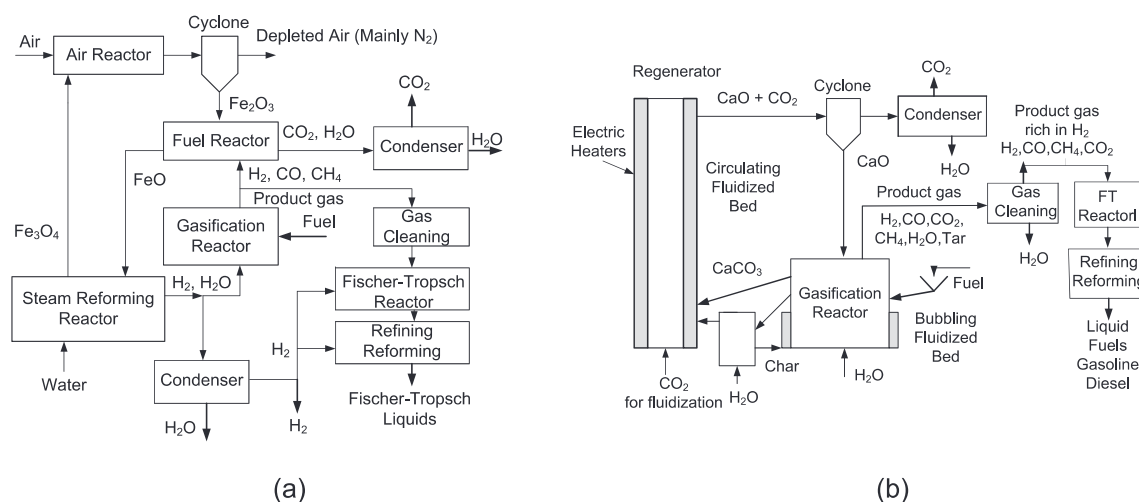 Cyclone
Air
Air Reactor
Depleted Air (Mainly N₂)
Fe₂O₃
CO₂
Fuel Reactor
CO₂, H₂O
Condenser
H₂O
FeO
H₂, CO, CH₄
Product gas
Gasification
Reactor
Fuel
Gas
Cleaning
Fe₃O₄
Steam Reforming
Reactor
H₂, H₂O
Fischer-Tropsch
Reactor
H₂
Refining
Reforming
Water
Condenser
H₂O
H₂
Fischer-Tropsch
Liquids
(a)
Regenerator
CaO + CO₂
Cyclone
CO₂
Condenser
H₂O
Electric
Heaters
CaO
Circulating
Fluidized
Bed
Product gas
rich in H₂
H₂,CO,CH₄,CO₂
Product gas
H₂,CO,CO₂,
CH₄,H₂O,Tar
Gas
Cleaning
H₂O
FT
Reactorl
Refining
Reforming
Liquid
Fuels
Gasoline
Diesel
CaCO₃
Gasification
Reactor
Fuel
Bubbling
Fluidized
Bed
Char
H₂O
H₂O
CO₂
for fluidization
(b)